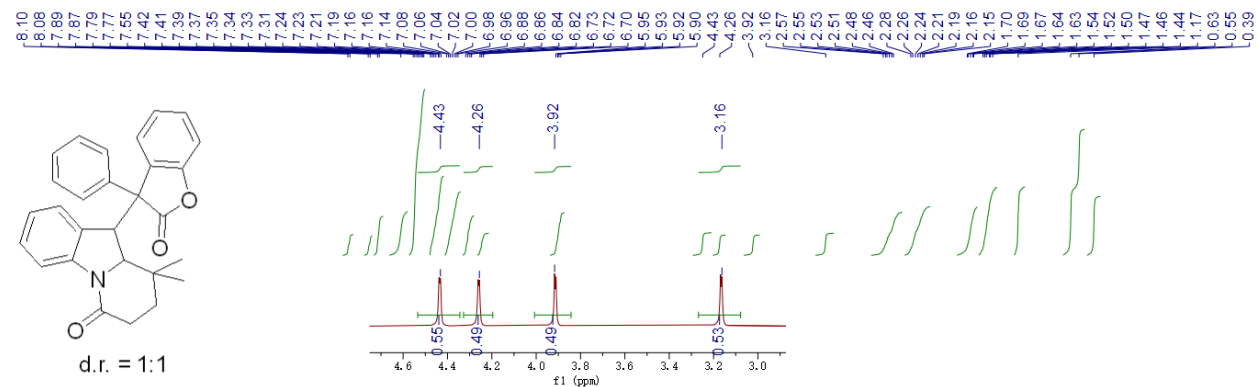 8.10 8.08 7.89 7.87 7.79 7.77 7.55 7.42 7.41 7.39 7.37 7.35 7.34 7.33 7.31 7.24 7.23 7.21 7.19 7.16 7.16 7.14 7.08 7.06 7.04 7.02 7.00 6.98 6.96 6.88 6.86 6.84 6.82 6.73 6.72 6.70 5.95 5.93 5.92 5.90 4.43 4.26 3.92 3.16 2.57 2.55 2.53 2.51 2.48 2.46 2.28 2.26 2.24 2.21 2.19 2.16 2.15 1.70 1.69 1.67 1.64 1.63 1.54 1.52 1.50 1.47 1.46 1.44 1.17 0.63 0.55 0.39
4.43 4.26 3.92 3.16
O
O
N
O
d.r. = 1:1
0.55 0.49 0.49 0.53
4.6 4.4 4.2 4.0 3.8 3.6 3.4 3.2 3.0
f1 (ppm)